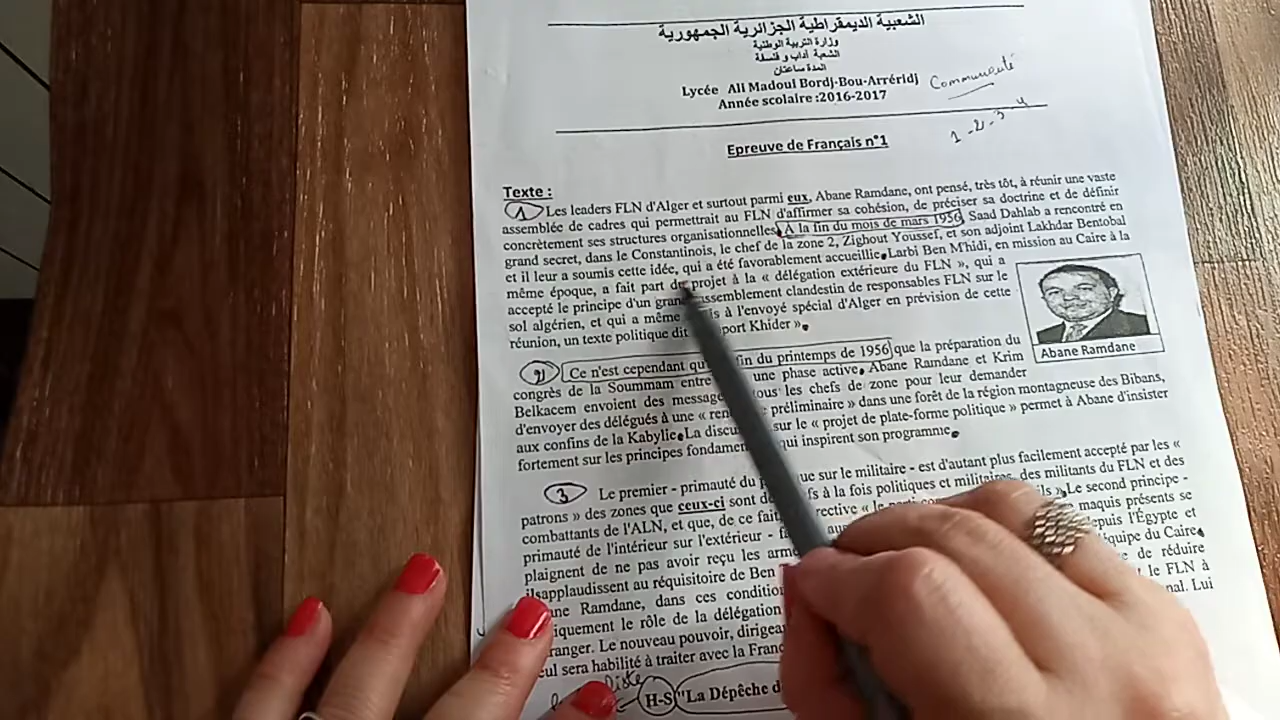 الشعبية الديمقراطية الجزائرية الجمهورية
وزارة التربية الوطنية
الشعبة آداب و فلسفة
المدة ساعتان
Lycée Ali Madoui Bordj-Bou-Arréridj
Communauté
Année scolaire :2016-2017
1-2-3-4
Epreuve de Français n°1
Texte :
1 Les leaders FLN d'Alger et surtout parmi eux, Abane Ramdane, ont pensé, très tôt, à réunir une vaste
assemblée de cadres qui permettrait au FLN d'affirmer sa cohésion, de préciser sa doctrine et de définir
concrètement ses structures organisationnelles. A la fin du mois de mars 1956, Saad Dahlab a rencontré en
grand secret, dans le Constantinois, le chef de la zone 2, Zighout Youssef, et son adjoint Lakhdar Bentobal
et il leur a soumis cette idée, qui a été favorablement accueillie. Larbi Ben M'hidi, en mission au Caire à la
même époque, a fait part de projet à la « délégation extérieure du FLN », qui a
accepté le principe d'un grand rassemblement clandestin de responsables FLN sur le
sol algérien, et qui a même à l'envoyé spécial d'Alger en prévision de cette
réunion, un texte politique dit Khider ».
Abane Ramdane
2 Ce n'est cependant fin du printemps de 1956 que la préparation du
congrès de la Soummam entre une phase active. Abane Ramdane et Krim
Belkacem envoient des message tous les chefs de zone pour leur demander
d'envoyer des délégués à une « préliminaire » dans une forêt de la région montagneuse des Bibans,
aux confins de la Kabylie. La sur le « projet de plate-forme politique » permet à Abane d'insister
fortement sur les principes qui inspirent son programme.
3 Le premier - primauté du que sur le militaire - est d'autant plus facilement accepté par les «
patrons » des zones que ceux-ci sont à la fois politiques et militaires, des militants du FLN et des
combattants de l'ALN, et que, de ce « le Le second principe -
primauté de l'intérieur sur l'extérieur - maquis présents se
plaignent de ne pas avoir reçu les depuis l'Égypte et
ilsapplaudissent au réquisitoire de Ben équipe du Caire.
Ramdane, dans ces de réduire
le rôle de la délégation le FLN à
Le nouveau pouvoir, Lui
sera habilité à traiter avec la
H-S "La Dépêche